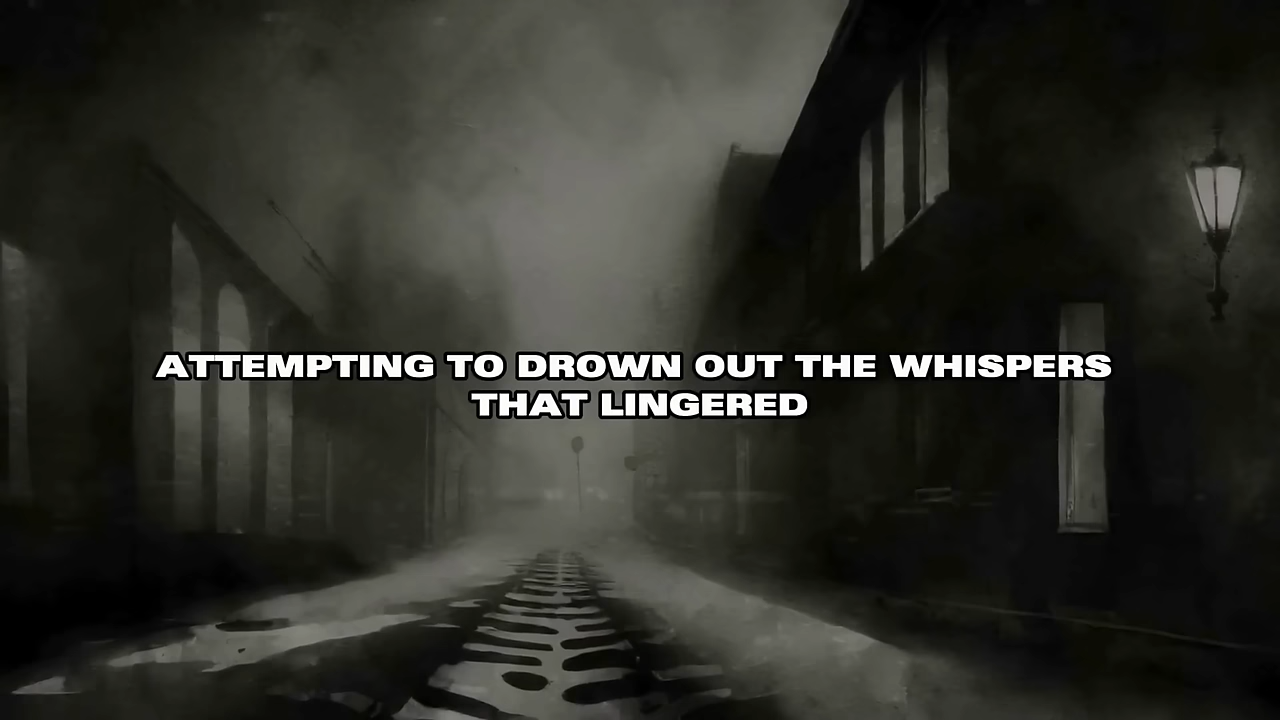 ATTEMPTING TO DROWN OUT THE WHISPERS
THAT LINGERED